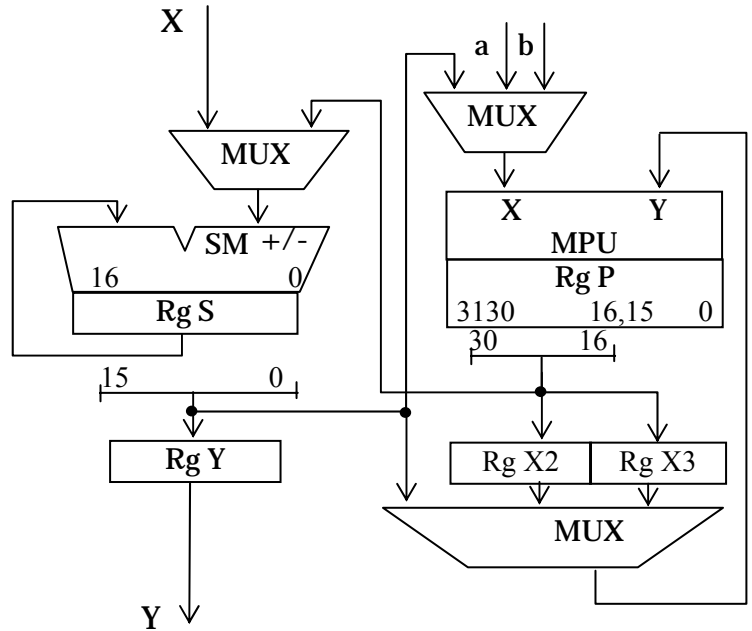 X
a b
MUX
MUX
SM +/-
16 0
Rg S
X Y
MPU
Rg P
3130 16,15 0
30 16
15 0
Rg Y
Rg X2 Rg X3
MUX
Y